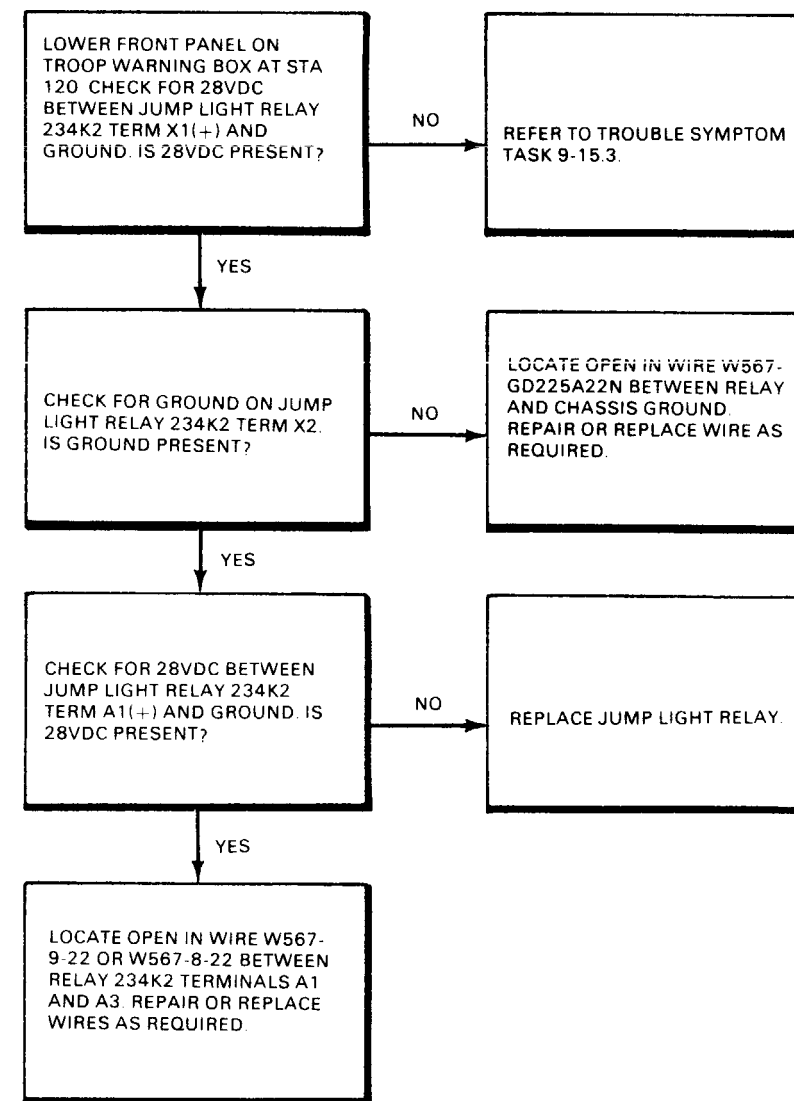 LOWER FRONT PANEL ON
TROOP WARNING BOX AT STA
120 CHECK FOR 28VDC
BETWEEN JUMP LIGHT RELAY
234K2 TERM X1(+) AND
GROUND. IS 28VDC PRESENT?
NO
REFER TO TROUBLE SYMPTOM
TASK 9-15.3.
YES
CHECK FOR GROUND ON JUMP
LIGHT RELAY 234K2 TERM X2.
IS GROUND PRESENT?
NO
LOCATE OPEN IN WIRE W567-
GD225A22N BETWEEN RELAY
AND CHASSIS GROUND.
REPAIR OR REPLACE WIRE AS
REQUIRED.
YES
CHECK FOR 28VDC BETWEEN
JUMP LIGHT RELAY 234K2
TERM A1(+) AND GROUND. IS
28VDC PRESENT?
NO
REPLACE JUMP LIGHT RELAY.
YES
LOCATE OPEN IN WIRE W567-
9-22 OR W567-8-22 BETWEEN
RELAY 234K2 TERMINALS A1
AND A3. REPAIR OR REPLACE
WIRES AS REQUIRED.